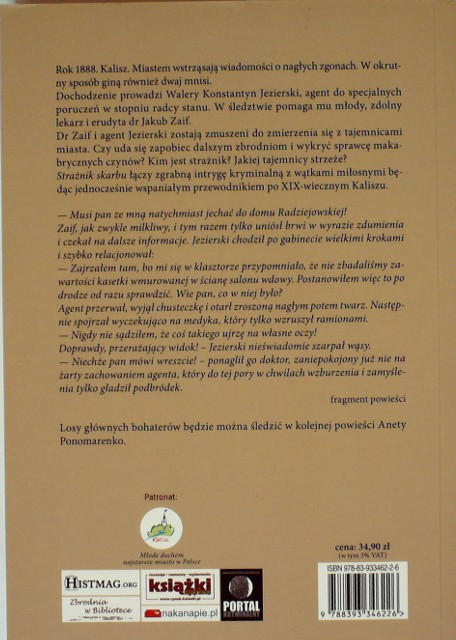 Rok 1888. Kalisz. Miastem wstrząsają wiadomości o nagłych zgonach. W okrut-
ny sposób giną również dwaj mnisi.
Dochodzenie prowadzi Walery Konstantyn Jezierski, agent do specjalnych
poruczeń w stopniu radcy stanu. W śledztwie pomaga mu młody, zdolny
lekarz i erudyta dr Jakub Zaif.
Dr Zaif i agent Jezierski zostają zmuszeni do zmierzenia się z tajemnicami
miasta. Czy uda się zapobiec dalszym zbrodniom i wykryć sprawcę maka-
brycznych czynów? Kim jest strażnik? Jakiej tajemnicy strzeże?
Strażnik skarbu łączy zgrabną intrygę kryminalną z wątkami miłosnymi bę-
dąc jednocześnie wspaniałym przewodnikiem po XIX-wiecznym Kaliszu.
— Musi pan ze mną natychmiast jechać do domu Radziejowskiej!
Zaif, jak zwykle milkliwy, i tym razem tylko uniósł brwi w wyrazie zdumienia
i czekał na dalsze informacje. Jezierski chodził po gabinecie wielkimi krokami
i szybko relacjonował:
— Zajrzałem tam, bo mi się w klasztorze przypomniało, że nie zbadaliśmy za-
wartości kasetki wmurowanej w ścianę salonu wdowy. Postanowiłem więc to po
drodze od razu sprawdzić. Wie pan, co w niej było?
Agent przerwał, wyjął chusteczkę i otarł zroszoną nagłym potem twarz. Następ-
nie spojrzał wyczekująco na medyka, który tylko wzruszył ramionami.
— Nigdy nie sądziłem, że coś takiego ujrzę na własne oczy!
Doprawdy, przerażający widok! – Jezierski nieświadomie szarpał wąsy.
— Niechże pan mówi wreszcie! – ponaglił go doktor, zaniepokojony już nie na
żarty zachowaniem agenta, który do tej pory w chwilach wzburzenia i zamyśle-
nia tylko gładził podbródek.
fragment powieści
Losy głównych bohaterów będzie można śledzić w kolejnej powieści Anety
Ponomarenko.
Patronat:
Kalisz
Młode duchem
najstarsze miasto w Polsce
cena: 34,90 zł
(w tym 5% VAT)
ISBN 978-83-933462-2-6
9 788393 346226
HISTMAG.ORG
Zbrodnia
w Bibliotece
książki
nakanapie.pl
PORTAL
KRYMINALNY